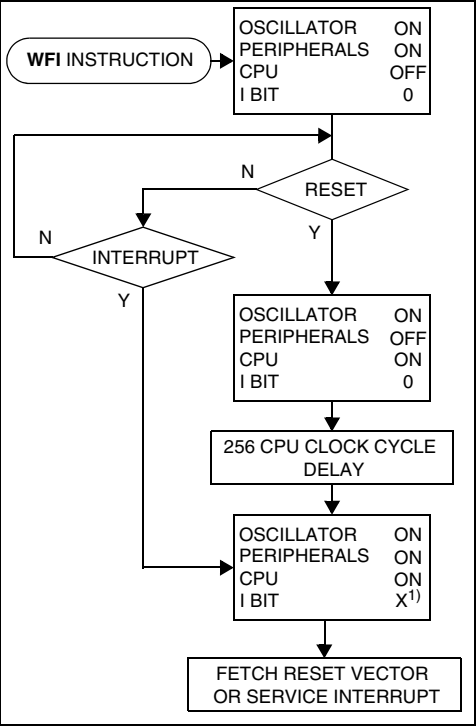 WFI INSTRUCTION
OSCILLATOR ON
PERIPHERALS ON
CPU OFF
I BIT 0
N
RESET
Y
N
INTERRUPT
Y
OSCILLATOR ON
PERIPHERALS OFF
CPU ON
I BIT 0
256 CPU CLOCK CYCLE
DELAY
OSCILLATOR ON
PERIPHERALS ON
CPU ON
I BIT X1)
FETCH RESET VECTOR
OR SERVICE INTERRUPT